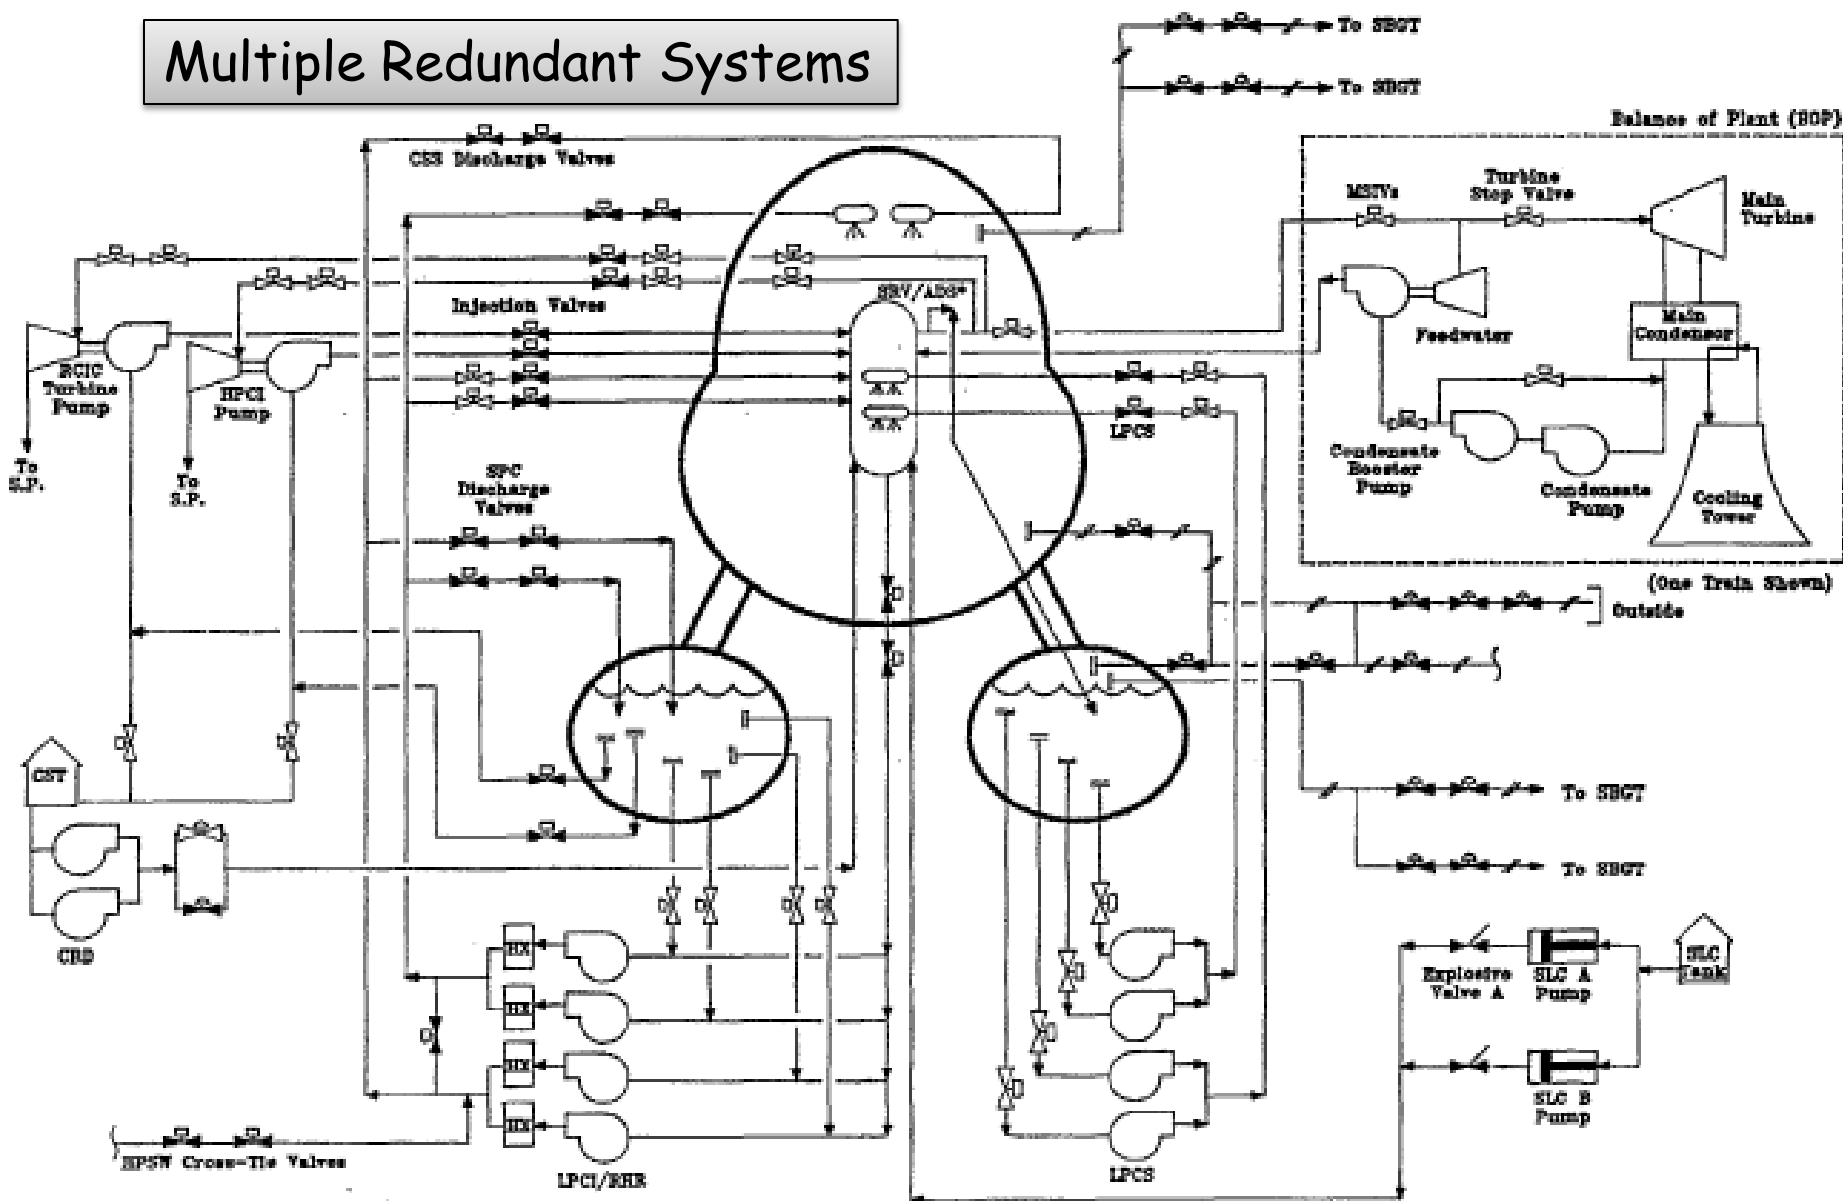 Multiple Redundant Systems
To SBGT
To SBGT
Balance of Plant (BOP)
CSS Discharge Valves
MSIVs
Turbine
Stop Valve
Main
Turbine
SRV/ADS*
Injection Valves
Feedwater
Main
Condensor
RCIC
Turbine
Pump
HPCI
Pump
To
S.P.
To
S.P.
LPCS
SPC
Discharge
Valves
Condensate
Booster
Pump
Condensate
Pump
Cooling
Tower
(One Train Shown)
Outside
CST
To SBGT
To SBGT
CRD
HX
HX
HX
HX
Explosive
Valve A
SLC A
Pump
SLC
Tank
SLC B
Pump
HPSW Cross-Tie Valves
LPCI/RHR
LPCS